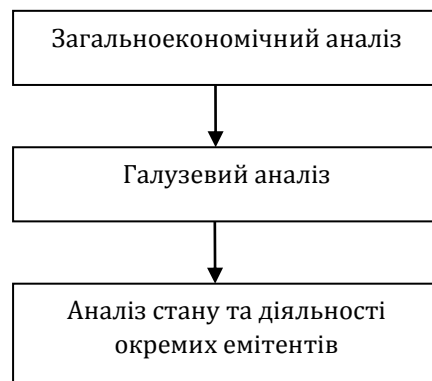 Загальноекономічний аналіз
Галузевий аналіз
Аналіз стану та діяльності
окремих емітентів